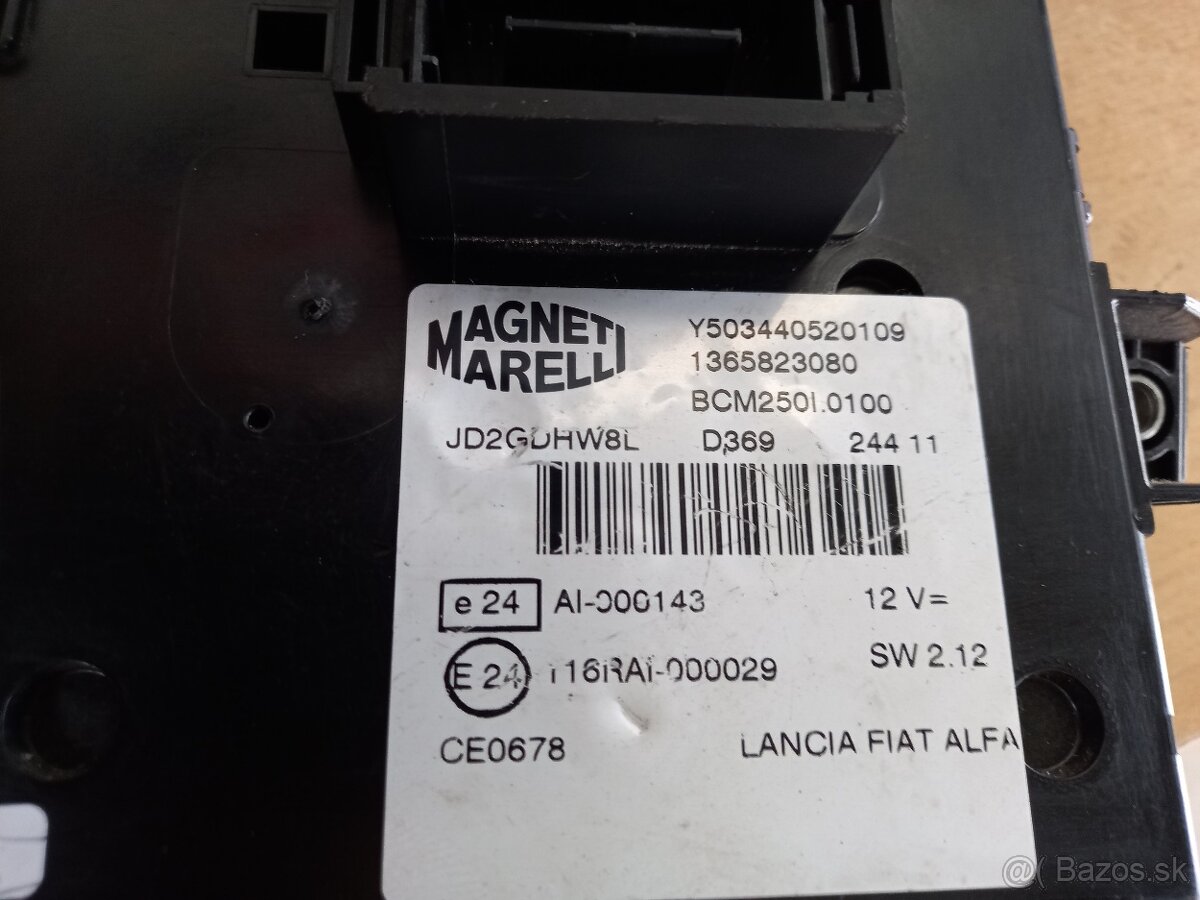 MAGNETI
MARELLI
Y503440520109
1365823080
BCM250I.0100
JD2GDHW8L D369 244 11
e 24 AI-000143 12 V=
E 24 116RAI-000029 SW 2.12
CE0678 LANCIA FIAT ALFA
@( Bazos.sk